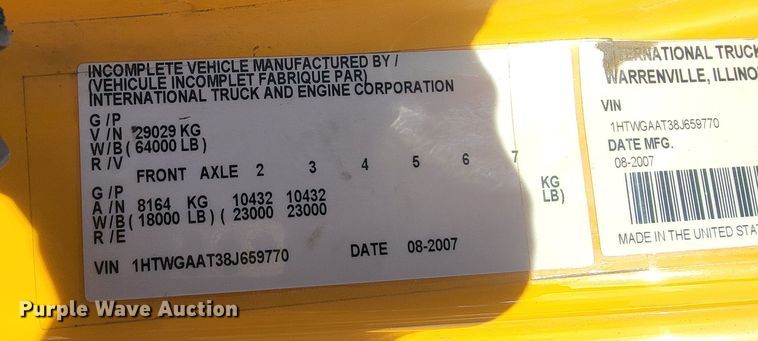 INCOMPLETE VEHICLE MANUFACTURED BY /
(VEHICULE INCOMPLET FABRIQUE PAR)
INTERNATIONAL TRUCK AND ENGINE CORPORATION
G / P
V / N 29029 KG
W / B ( 64000 LB )
R / V
FRONT AXLE 2 3 4 5 6 7
G / P
A / N 8164 KG 10432 10432 KG
W / B ( 18000 LB ) ( 23000 23000 LB)
R / E
VIN 1HTWGAAT38J659770 DATE 08-2007
INTERNATIONAL TRUCK
WARRENVILLE, ILLINO
VIN
1HTWGAAT38J659770
DATE MFG.
08-2007
MADE IN THE UNITED STAT
Purple Wave Auction